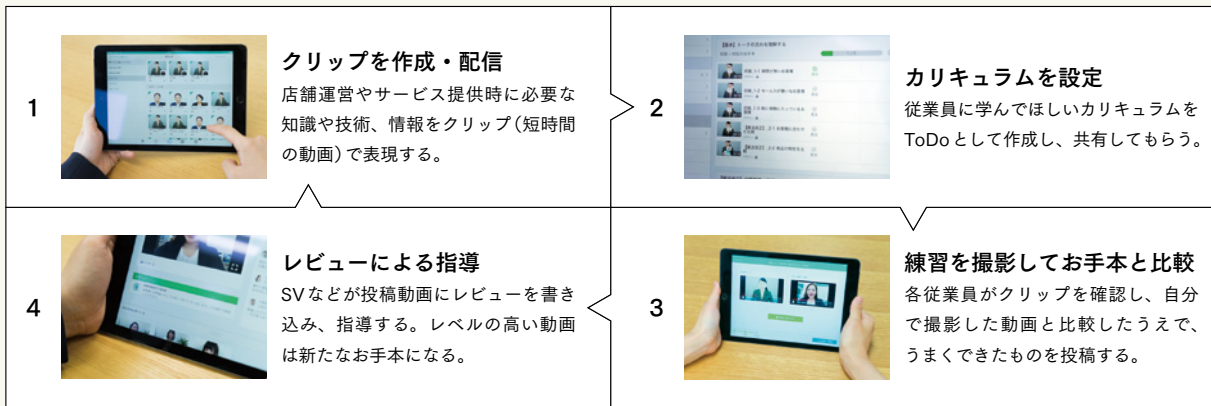 1
クリップを作成・配信
店舗運営やサービス提供時に必要な
知識や技術、情報をクリップ(短時間
の動画)で表現する。
2
カリキュラムを設定
従業員に学んでほしいカリキュラムを
ToDoとして作成し、共有してもらう。
3
練習を撮影してお手本と比較
各従業員がクリップを確認し、自分
で撮影した動画と比較したうえで、
うまくできたものを投稿する。
4
レビューによる指導
SVなどが投稿動画にレビューを書き
込み、指導する。レベルの高い動画
は新たなお手本になる。